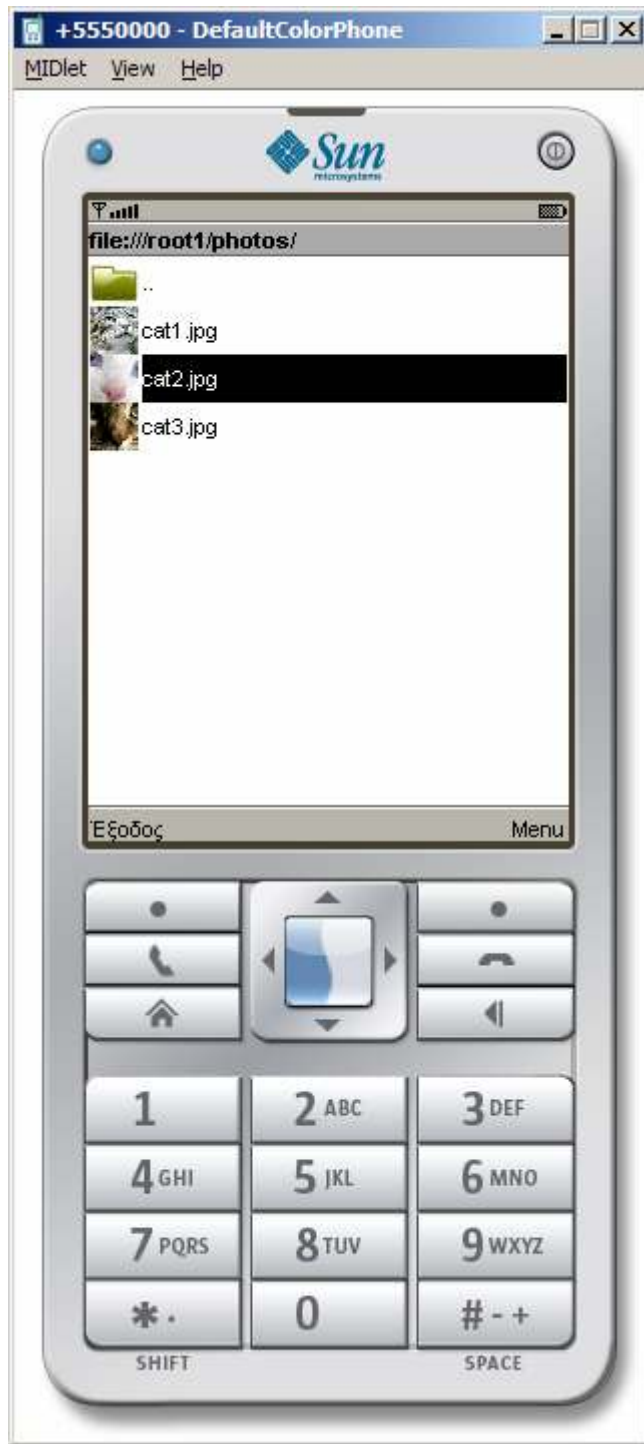 +5550000 - DefaultColorPhone
MIDlet View Help
Sun
microsystems
file:///root1/photos/
..
cat1.jpg
cat2.jpg
cat3.jpg
Έξοδος Menu
1 2 ABC 3 DEF
4 GHI 5 JKL 6 MNO
7 PQRS 8 TUV 9 WXYZ
* . 0 # - +
SHIFT SPACE